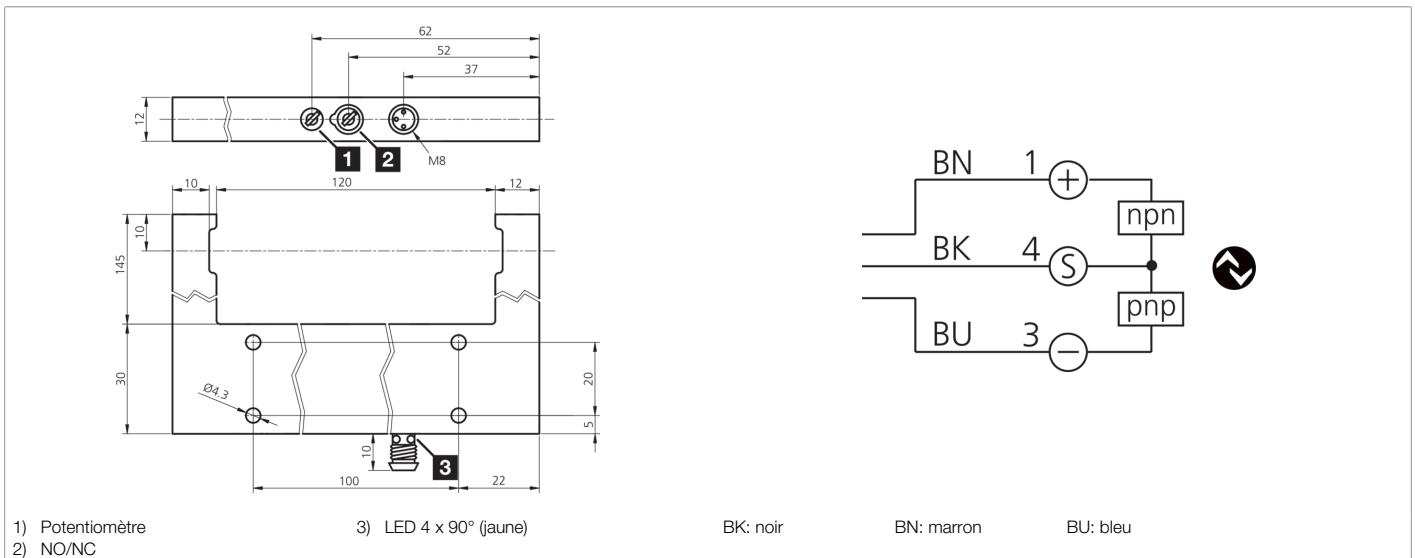 62
52
37
12
1
2
M8
10
120
12
10
145
30
Ø4.3
20
5
10
3
100
22
BN 1 +
npn
BK 4 S
pnp
BU 3 −
1) Potentiomètre
2) NO/NC
3) LED 4 x 90° (jaune)
BK: noir
BN: marron
BU: bleu